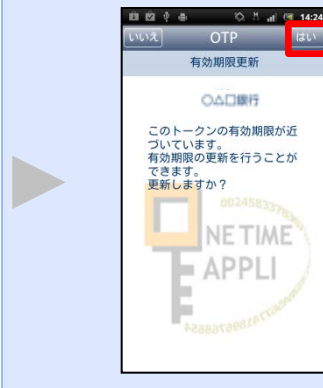 14:24
いいえ OTP はい
有効期限更新
○△□銀行
このトークンの有効期限が近
づいています。
有効期限の更新を行うことが
できます。
更新しますか？
NE TIME
APPLI